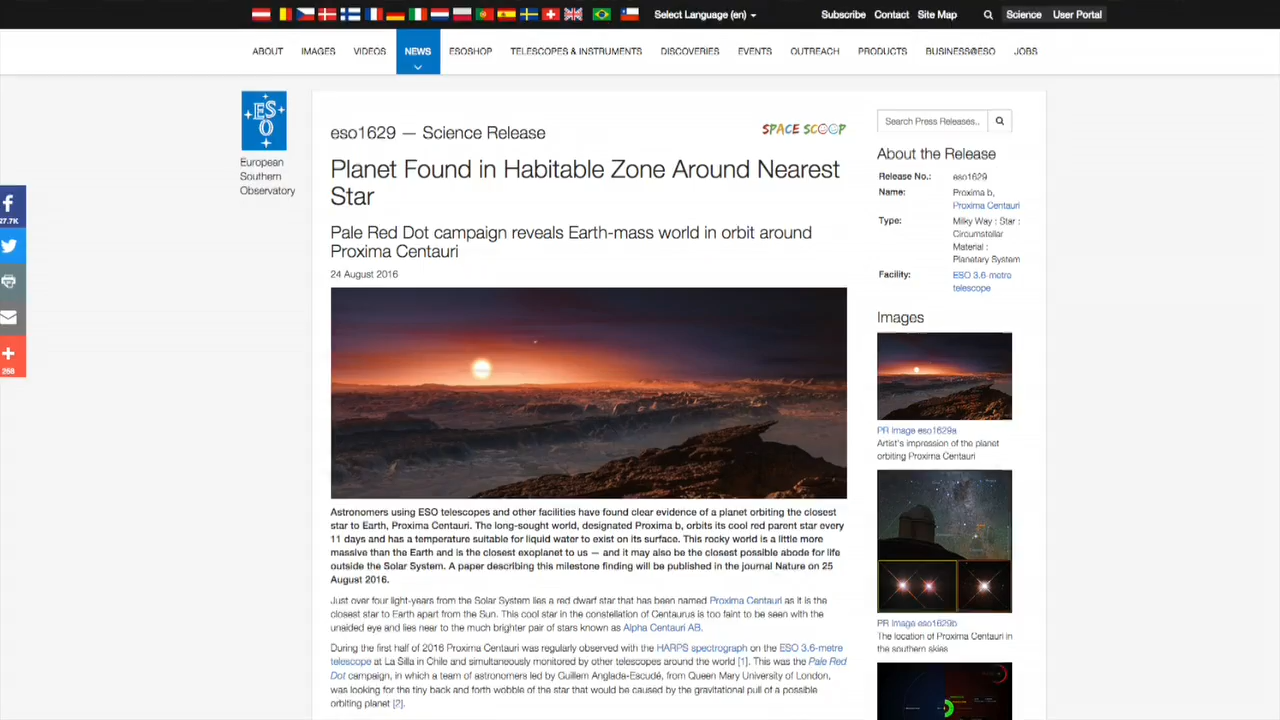 Select Language (en)
Subscribe Contact Site Map Science User Portal
ABOUT IMAGES VIDEOS NEWS ESOSHOP TELESCOPES & INSTRUMENTS DISCOVERIES EVENTS OUTREACH PRODUCTS BUSINESS@ESO JOBS
ES
O
European
Southern
Observatory
27.7K
268
eso1629 — Science Release
SPACE SCOOP
Planet Found in Habitable Zone Around Nearest
Star
Pale Red Dot campaign reveals Earth-mass world in orbit around
Proxima Centauri
24 August 2016
Astronomers using ESO telescopes and other facilities have found clear evidence of a planet orbiting the closest
star to Earth, Proxima Centauri. The long-sought world, designated Proxima b, orbits its cool red parent star every
11 days and has a temperature suitable for liquid water to exist on its surface. This rocky world is a little more
massive than the Earth and is the closest exoplanet to us — and it may also be the closest possible abode for life
outside the Solar System. A paper describing this milestone finding will be published in the journal Nature on 25
August 2016.
Just over four light-years from the Solar System lies a red dwarf star that has been named Proxima Centauri as it is the
closest star to Earth apart from the Sun. This cool star in the constellation of Centaurus is too faint to be seen with the
unaided eye and lies near to the much brighter pair of stars known as Alpha Centauri AB.
During the first half of 2016 Proxima Centauri was regularly observed with the HARPS spectrograph on the ESO 3.6-metre
telescope at La Silla in Chile and simultaneously monitored by other telescopes around the world [1]. This was the Pale Red
Dot campaign, in which a team of astronomers led by Guillem Anglada-Escudé, from Queen Mary University of London,
was looking for the tiny back and forth wobble of the star that would be caused by the gravitational pull of a possible
orbiting planet [2].
Search Press Releases..
About the Release
Release No.: eso1629
Name: Proxima b,
Proxima Centauri
Type: Milky Way : Star :
Circumstellar
Material :
Planetary System
Facility: ESO 3.6-metre
telescope
Images
PR Image eso1629a
Artist's impression of the planet
orbiting Proxima Centauri
PR Image eso1629b
The location of Proxima Centauri in
the southern skies